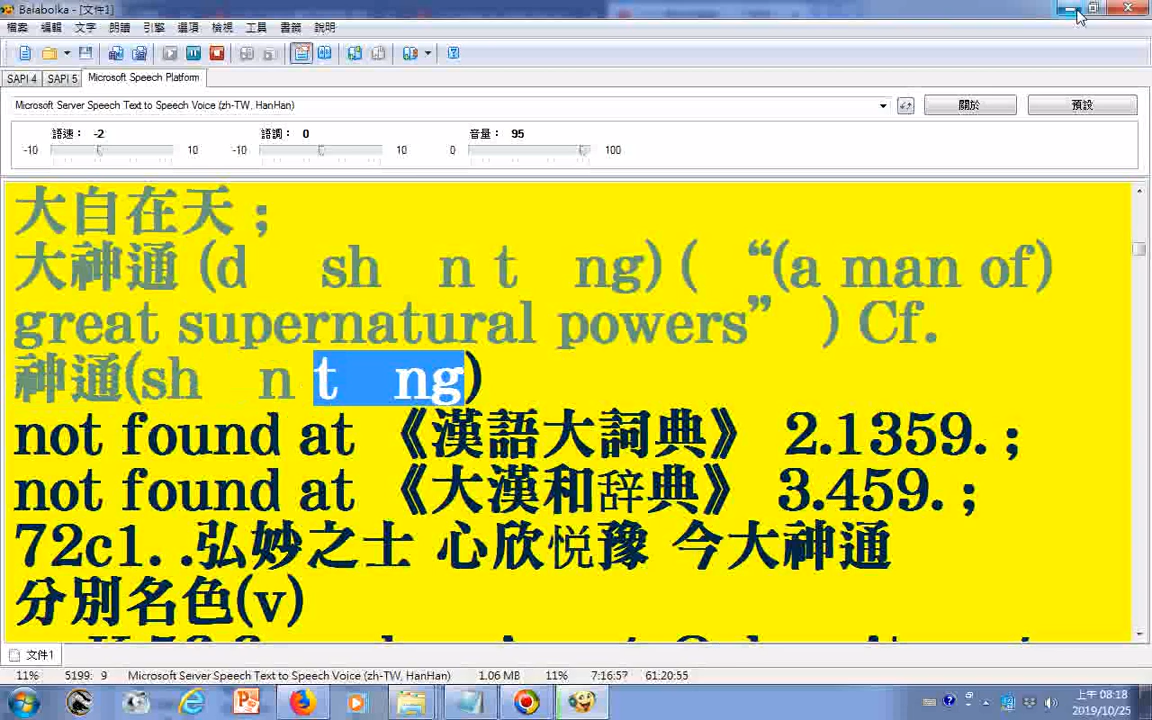 Balabolka - [文件1]
檔案 編輯 文字 朗讀 引擎 選項 檢視 工具 書籤 說明
SAPI 4 SAPI 5 Microsoft Speech Platform
Microsoft Server Speech Text to Speech Voice (zh-TW, HanHan) 關於 預設
語速： -2 語調： 0 音量： 95
-10 10 -10 10 0 100
大自在天；
大神通 (d sh n t ng) ( “(a man of)
great supernatural powers” ) Cf.
神通(sh n t ng)
not found at 《漢語大詞典》 2.1359.；
not found at 《大漢和辞典》 3.459.；
72c1. .弘妙之士 心欣悦豫 今大神通
分別名色(v)
文件1
11% 5199: 9 Microsoft Server Speech Text to Speech Voice (zh-TW, HanHan) 1.06 MB 11% 7:16:57 61:20:55
上午 08:18
2019/10/25